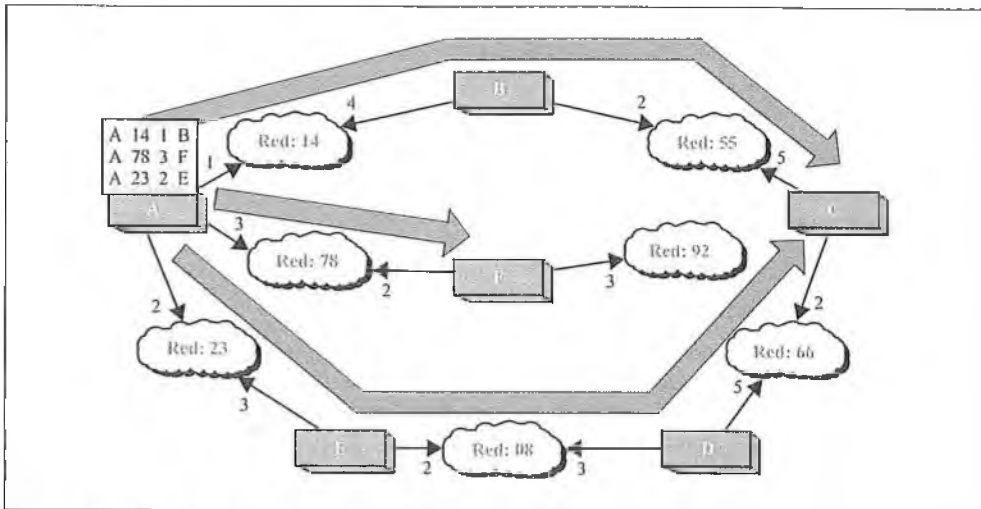 B
4
2
A 14 1 B
A 78 3 F
A 23 2 E
Red: 14
Red: 55
1
5
A
C
3
Red: 78
Red: 92
2
F
3
2
2
Red: 23
Red: 66
3
5
E
2
Red: 08
3
D